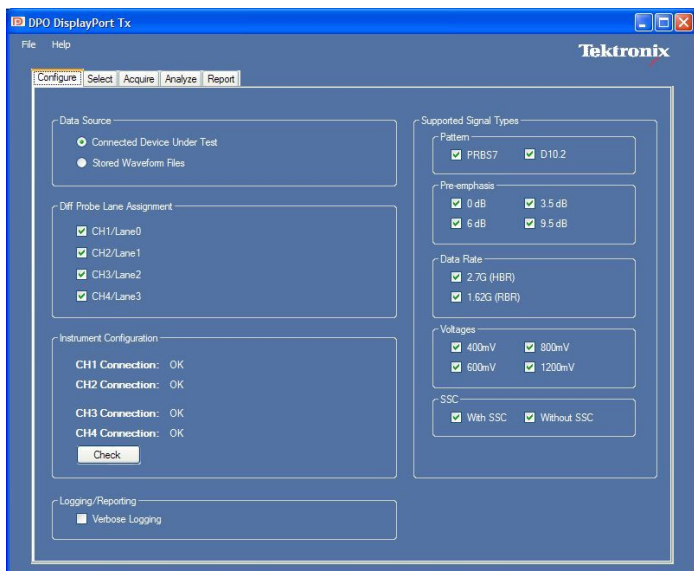 DPO DisplayPort Tx
File Help
Tektronix
Configure Select Acquire Analyze Report
Data Source
Connected Device Under Test
Stored Waveform Files
Diff Probe Lane Assignment
CH1/Lane0
CH2/Lane1
CH3/Lane2
CH4/Lane3
Instrument Configuration
CH1 Connection: OK
CH2 Connection: OK
CH3 Connection: OK
CH4 Connection: OK
Check
Logging/Reporting
Verbose Logging
Supported Signal Types
Pattern
PRBS7 D10.2
Pre-emphasis
0 dB 3.5 dB
6 dB 9.5 dB
Data Rate
2.7G (HBR)
1.62G (RBR)
Voltages
400mV 800mV
600mV 1200mV
SSC
With SSC Without SSC